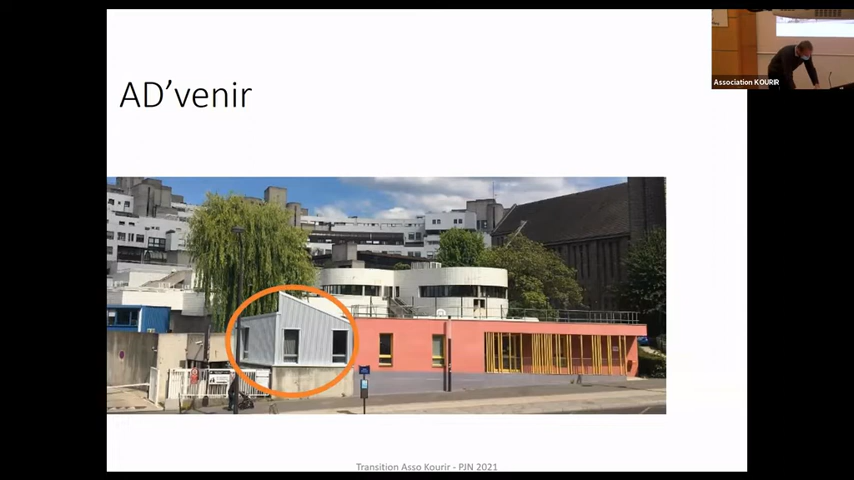 AD'venir
Association KOURIR
Transition Asso Kourir - PJN 2021